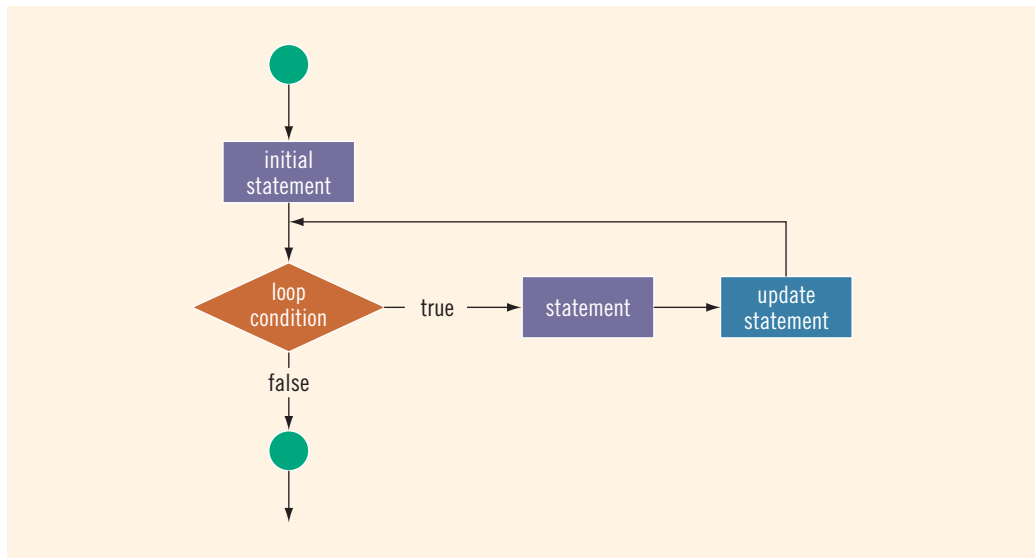 initial
statement
loop
condition
true
statement
update
statement
false